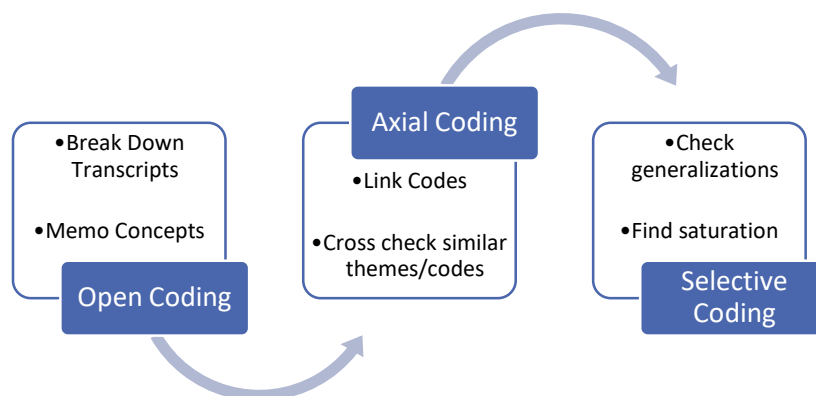 •Break Down
Transcripts
•Memo Concepts
Open Coding
Axial Coding
•Link Codes
•Cross check similar
themes/codes
•Check
generalizations
•Find saturation
Selective
Coding